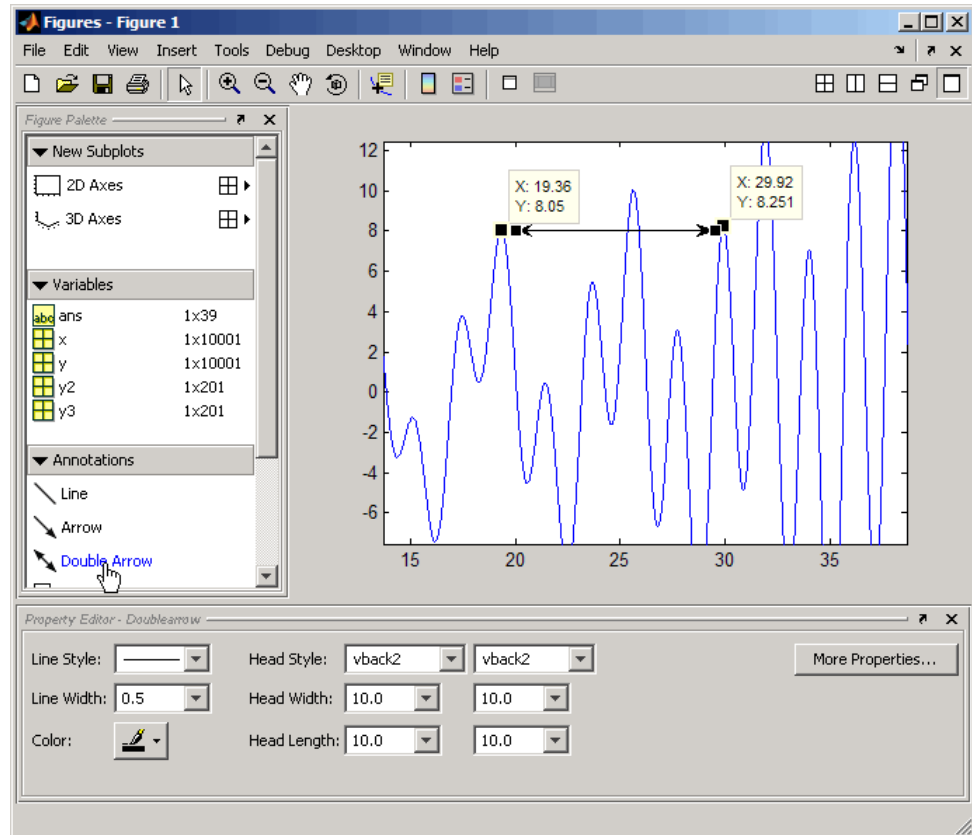 Figures - Figure 1
File Edit View Insert Tools Debug Desktop Window Help
Figure Palette
New Subplots
2D Axes
3D Axes
Variables
abc ans 1x39
x 1x10001
y 1x10001
y2 1x201
y3 1x201
Annotations
Line
Arrow
Double Arrow
X: 19.36
Y: 8.05
X: 29.92
Y: 8.251
12
10
8
6
4
2
0
-2
-4
-6
15 20 25 30 35
Property Editor - Doublearrow
Line Style: Head Style: vback2 vback2 More Properties...
Line Width: 0.5 Head Width: 10.0 10.0
Color: Head Length: 10.0 10.0